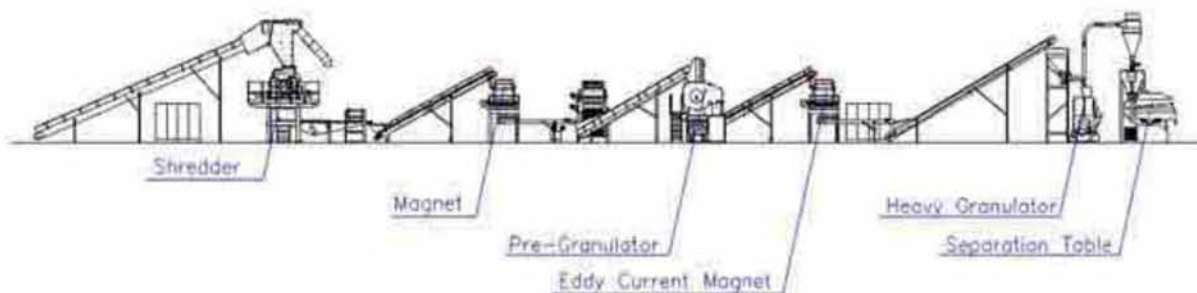 Shredder
Magnet
Pre-Granulator
Eddy Current Magnet
Heavy Granulator
Separation Table